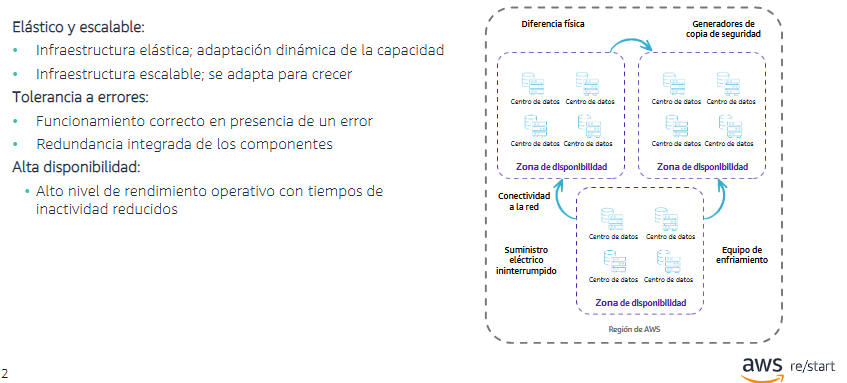 Elástico y escalable:
• Infraestructura elástica; adaptación dinámica de la capacidad
• Infraestructura escalable; se adapta para crecer
Tolerancia a errores:
• Funcionamiento correcto en presencia de un error
• Redundancia integrada de los componentes
Alta disponibilidad:
• Alto nivel de rendimiento operativo con tiempos de
inactividad reducidos
2
Diferencia física
Generadores de
copia de seguridad
Centro de datos
Centro de datos
Centro de datos
Centro de datos
Zona de disponibilidad
Centro de datos
Centro de datos
Centro de datos
Centro de datos
Zona de disponibilidad
Conectividad
a la red
Suministro
eléctrico
ininterrumpido
Centro de datos
Centro de datos
Centro de datos
Centro de datos
Zona de disponibilidad
Equipo de
enfriamiento
Región de AWS
aws re/start